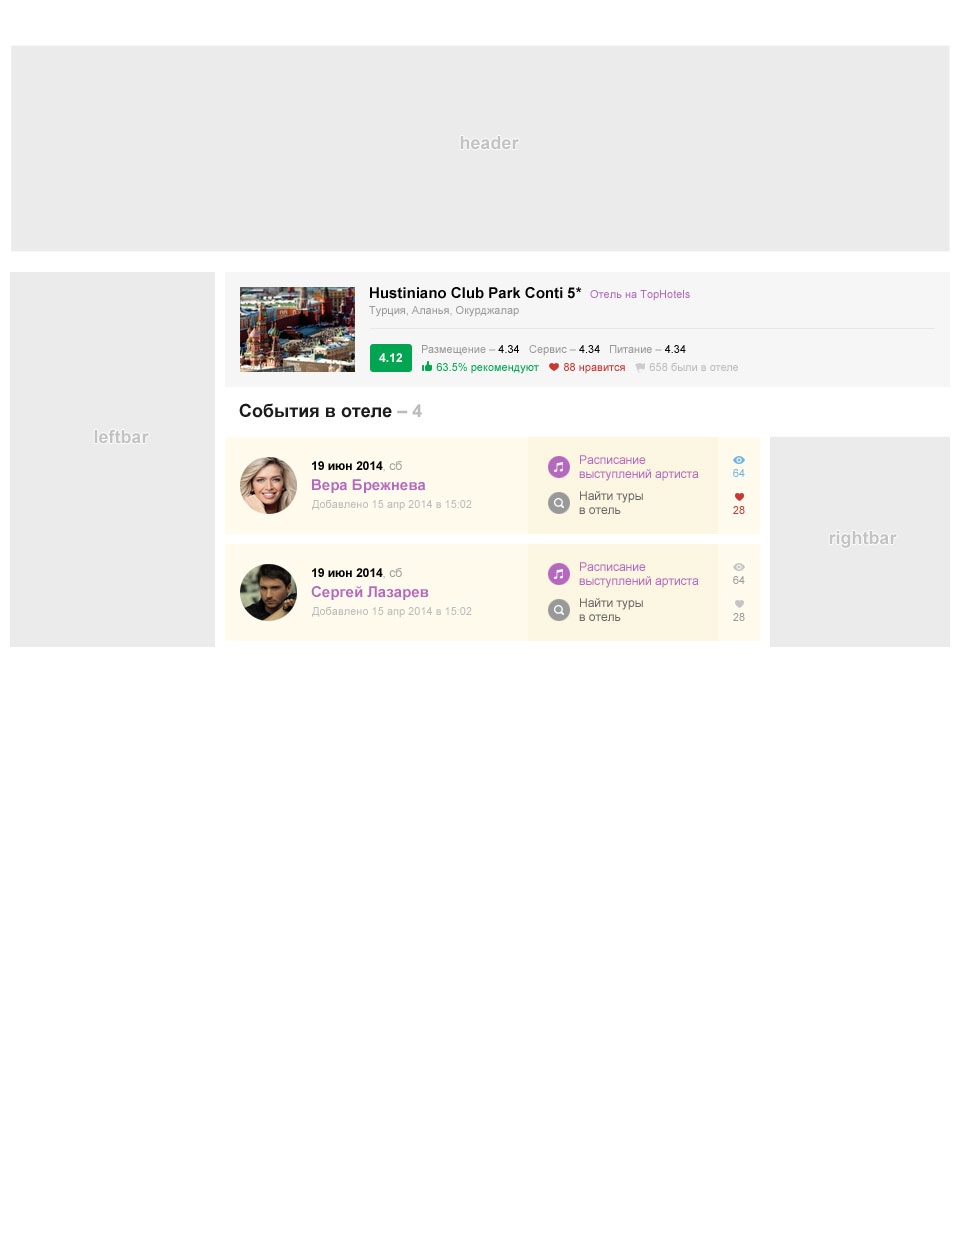 header
leftbar
Hustiniano Club Park Conti 5* Отель на TopHotels
Турция, Аланья, Окурджалар
4.12
Размещение – 4.34 Сервис – 4.34 Питание – 4.34
63.5% рекомендуют 88 нравится 658 были в отеле
События в отеле – 4
19 июн 2014, сб
Вера Брежнева
Добавлено 15 апр 2014 в 15:02
Расписание
выступлений артиста
Найти туры
в отель
64
28
19 июн 2014, сб
Сергей Лазарев
Добавлено 15 апр 2014 в 15:02
Расписание
выступлений артиста
Найти туры
в отель
64
28
rightbar